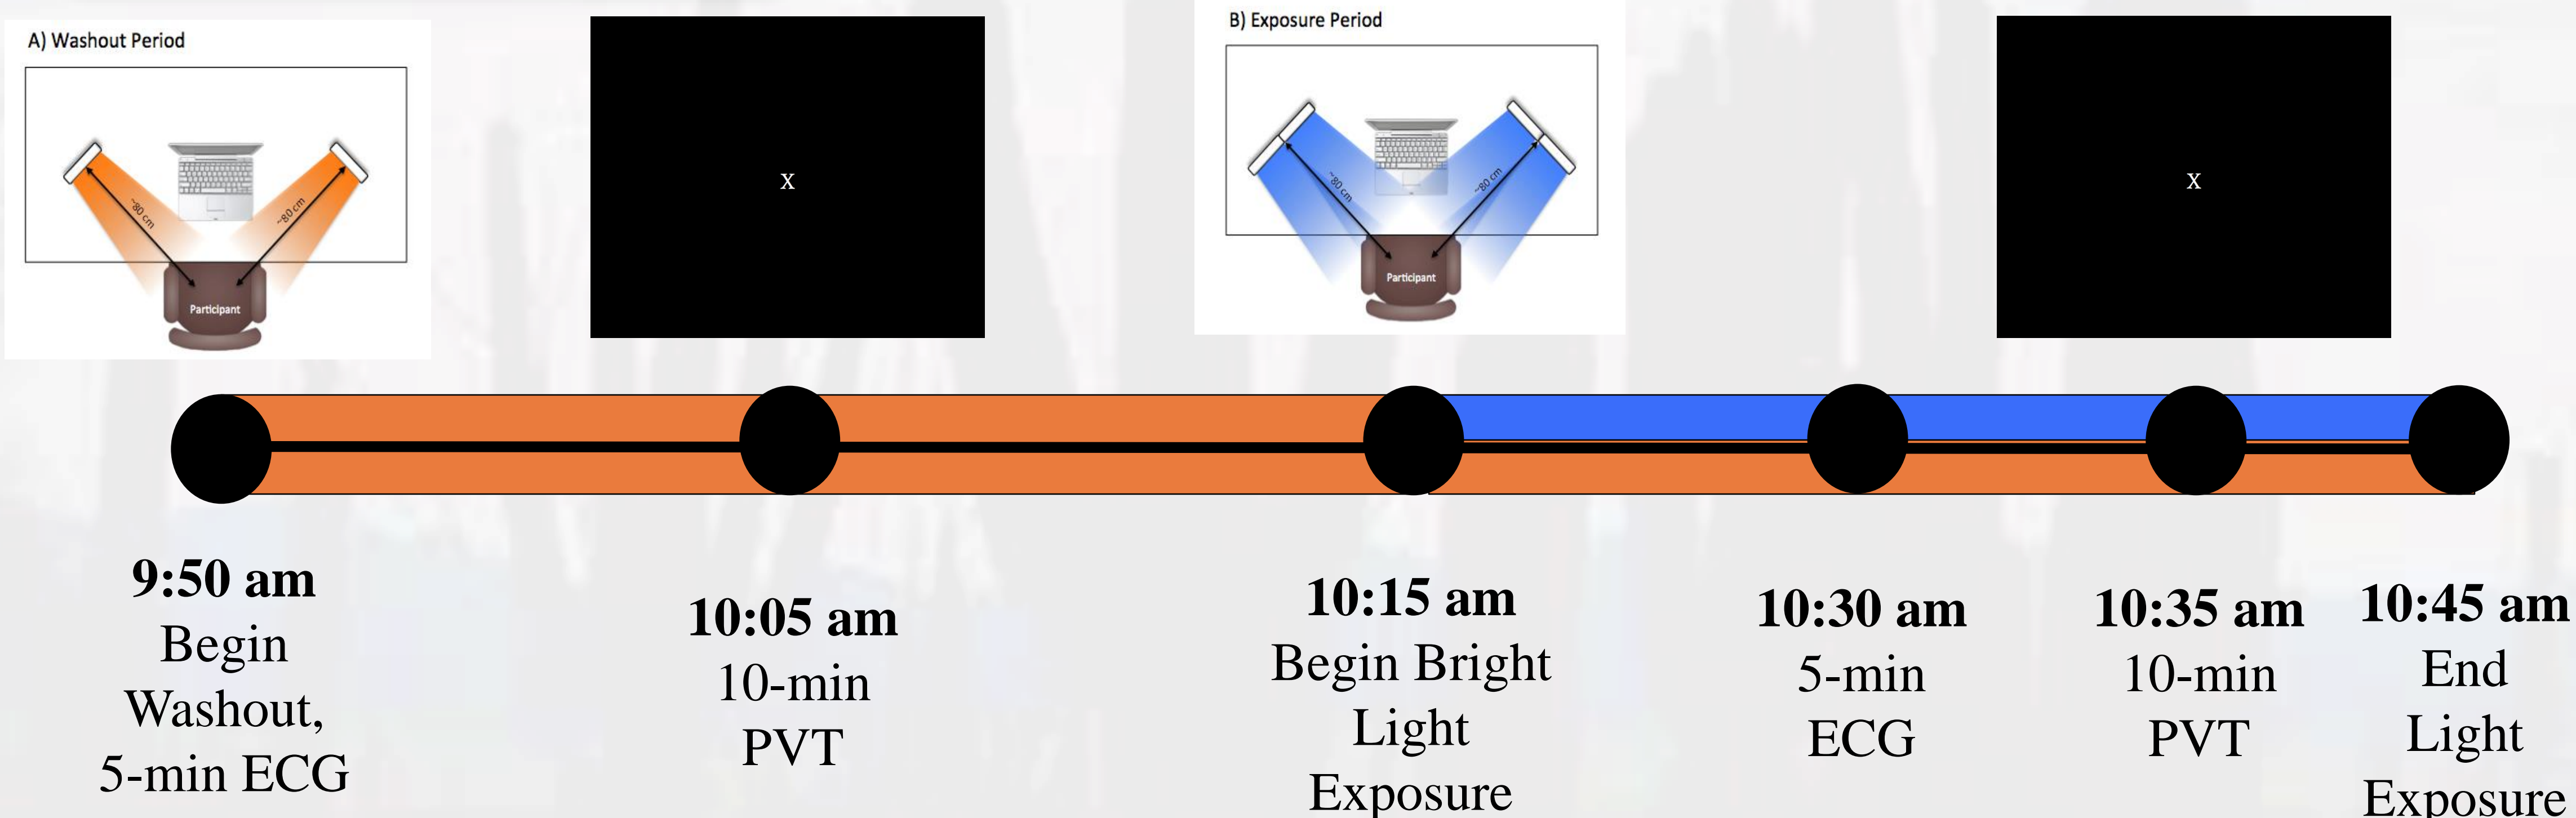 A) Washout Period
~80 cm
~80 cm
Participant
X
B) Exposure Period
~80 cm
~80 cm
Participant
X
9:50 am
Begin
Washout,
5-min ECG
10:05 am
10-min
PVT
10:15 am
Begin Bright
Light
Exposure
10:30 am
5-min
ECG
10:35 am
10-min
PVT
10:45 am
End
Light
Exposure